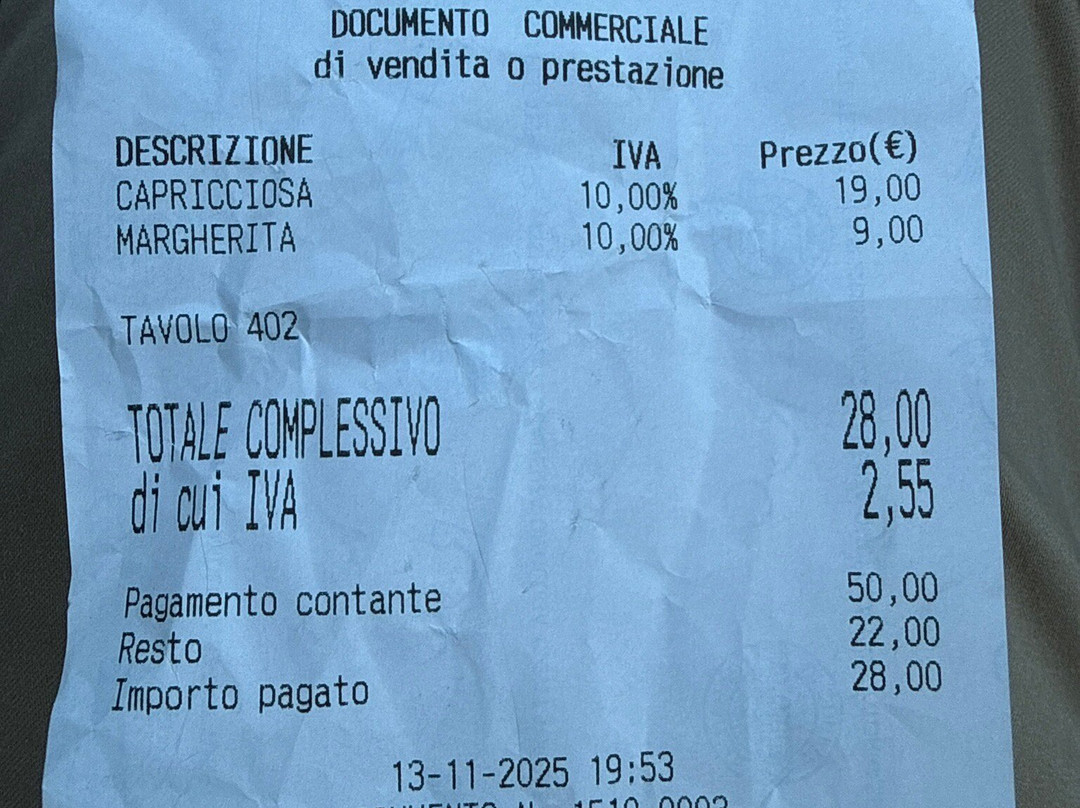 DOCUMENTO COMMERCIALE
di vendita o prestazione
DESCRIZIONE IVA Prezzo(€)
CAPRICCIOSA 10,00% 19,00
MARGHERITA 10,00% 9,00
TAVOLO 402
TOTALE COMPLESSIVO 28,00
di cui IVA 2,55
Pagamento contante 50,00
Resto 22,00
Importo pagato 28,00
13-11-2025 19:53